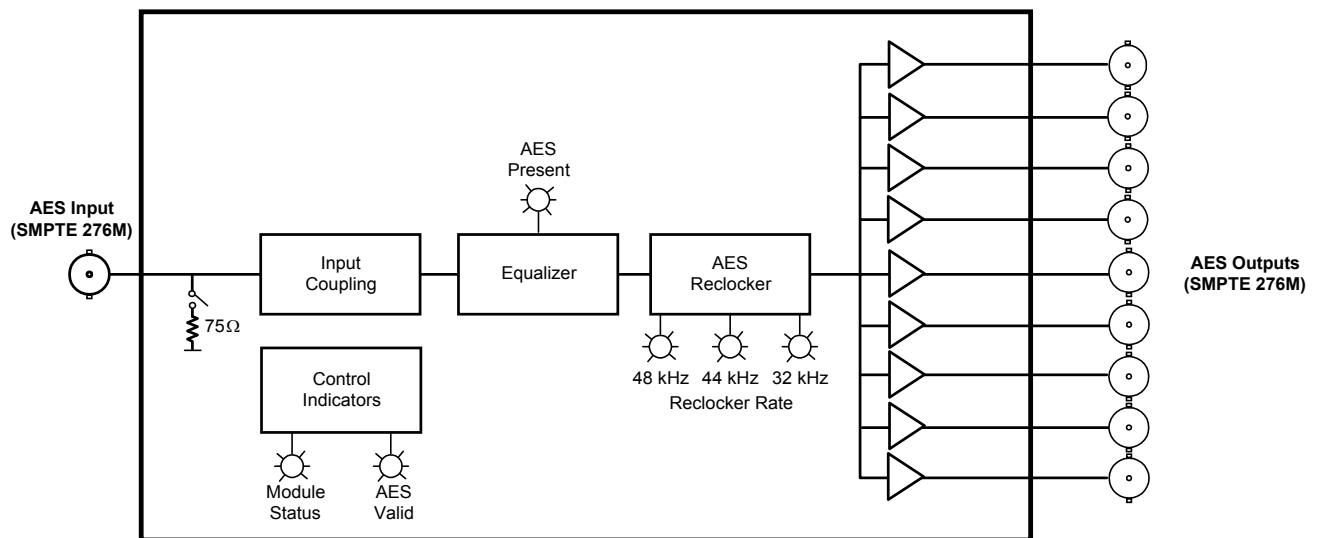 AES
Present
AES Input
(SMPTE 276M)
Input
Coupling
Equalizer
AES
Reclocker
AES Outputs
(SMPTE 276M)
75Ω
48 kHz
44 kHz
32 kHz
Reclocker Rate
Control
Indicators
Module
Status
AES
Valid